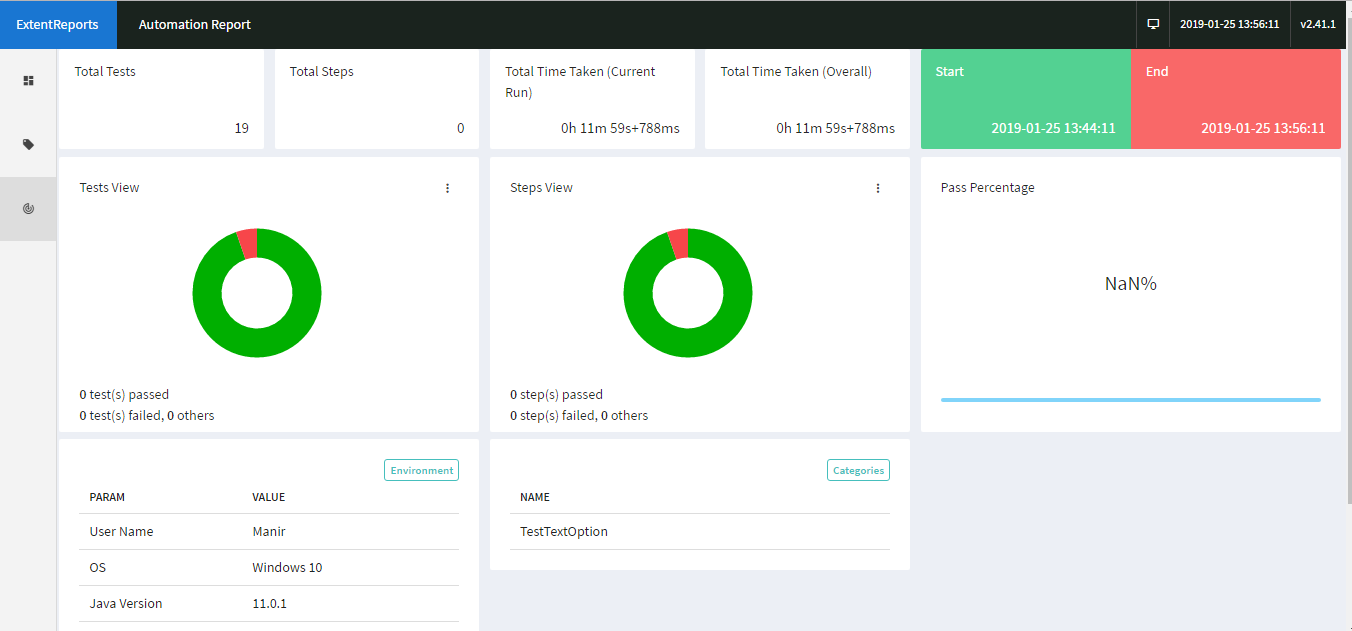 ExtentReports
Automation Report
2019-01-25 13:56:11
v2.41.1
Total Tests
19
Total Steps
0
Total Time Taken (Current
Run)
0h 11m 59s+788ms
Total Time Taken (Overall)
0h 11m 59s+788ms
Start
2019-01-25 13:44:11
End
2019-01-25 13:56:11
Tests View
0 test(s) passed
0 test(s) failed, 0 others
Steps View
0 step(s) passed
0 step(s) failed, 0 others
Pass Percentage
NaN%
Environment
PARAM VALUE
User Name Manir
OS Windows 10
Java Version 11.0.1
Categories
NAME
TestTextOption